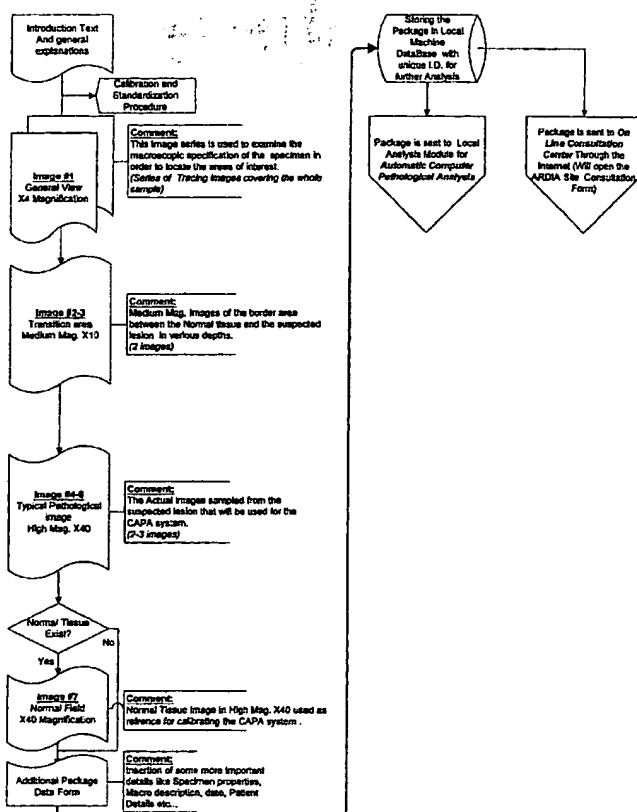 Introduction Text
And general
explanations
Calibration and
Standardization
Procedure
Image #1
General View
X4 Magnification
Comment:
This Image series is used to examine the
macroscopic specification of the specimen in
order to locate the areas of interest.
(Series of Tracing Images covering the whole
sample)
Image #2-3
Transition area
Medium Mag. X10
Comment:
Medium Mag. Images of the border area
between the Normal tissue and the suspected
lesion in various depths.
(2 images)
Image #4-6
Typical Pathological
image
High Mag. X40
Comment:
The Actual Images sampled from the
suspected lesion that will be used for the
CAPA system.
(2-3 images)
Normal Tissue
Exist?
No
Yes
Image #7
Normal Field
X40 Magnification
Comment:
Normal Tissue Image in High Mag. X40 used as
refrence for calibrating the CAPA system .
Additional Package
Data Form
Comment:
Insertion of some more important
details like Specimen properties,
Macro description, date, Patient
Details etc...
Storing the
Package in Local
Machine
DataBase with
unique I.D. for
further Analysis
Package is sent to Local
Analysis Module for
Automatic Computer
Pathological Analysis
Package is sent to On
Line Consultation
Center Through the
Internet (Will open the
ARDIA Site Consultation
Form)